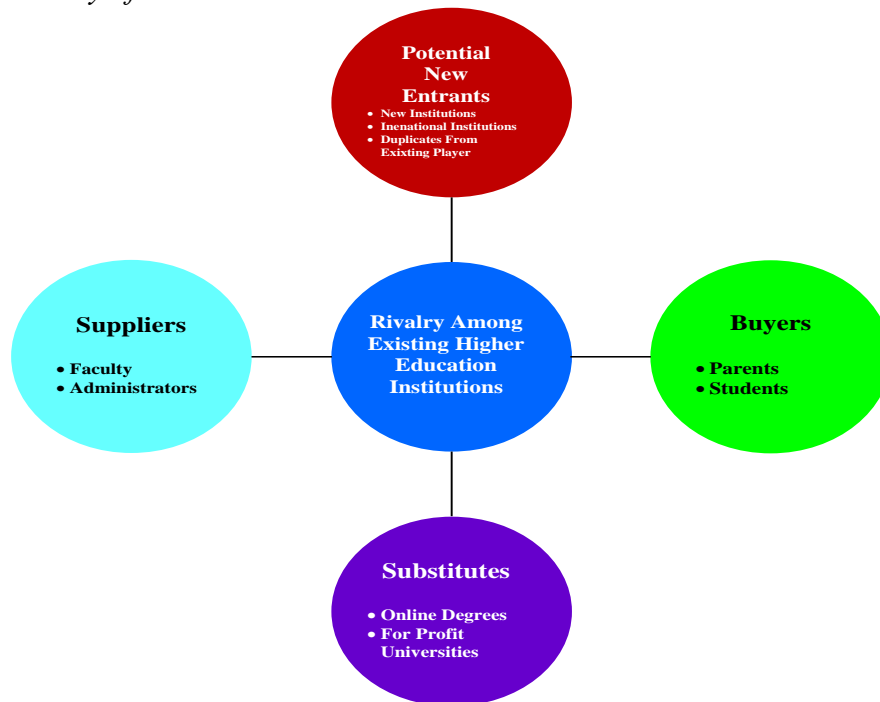 Potential
New
Entrants
• New Institutions
• Inenational Institutions
• Duplicates From
Exixting Player
Suppliers
• Faculty
• Administrators
Rivalry Among
Existing Higher
Education
Institutions
Buyers
• Parents
• Students
Substitutes
• Online Degrees
• For Profit
Universities